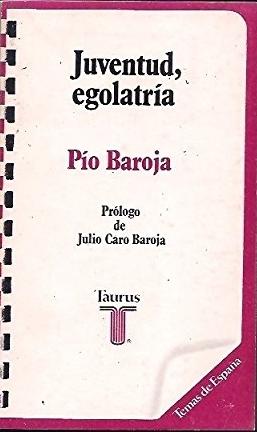 Juventud,
egolatría
Pío Baroja
Prólogo
de
Julio Caro Baroja
Taurus
®
Temas de España